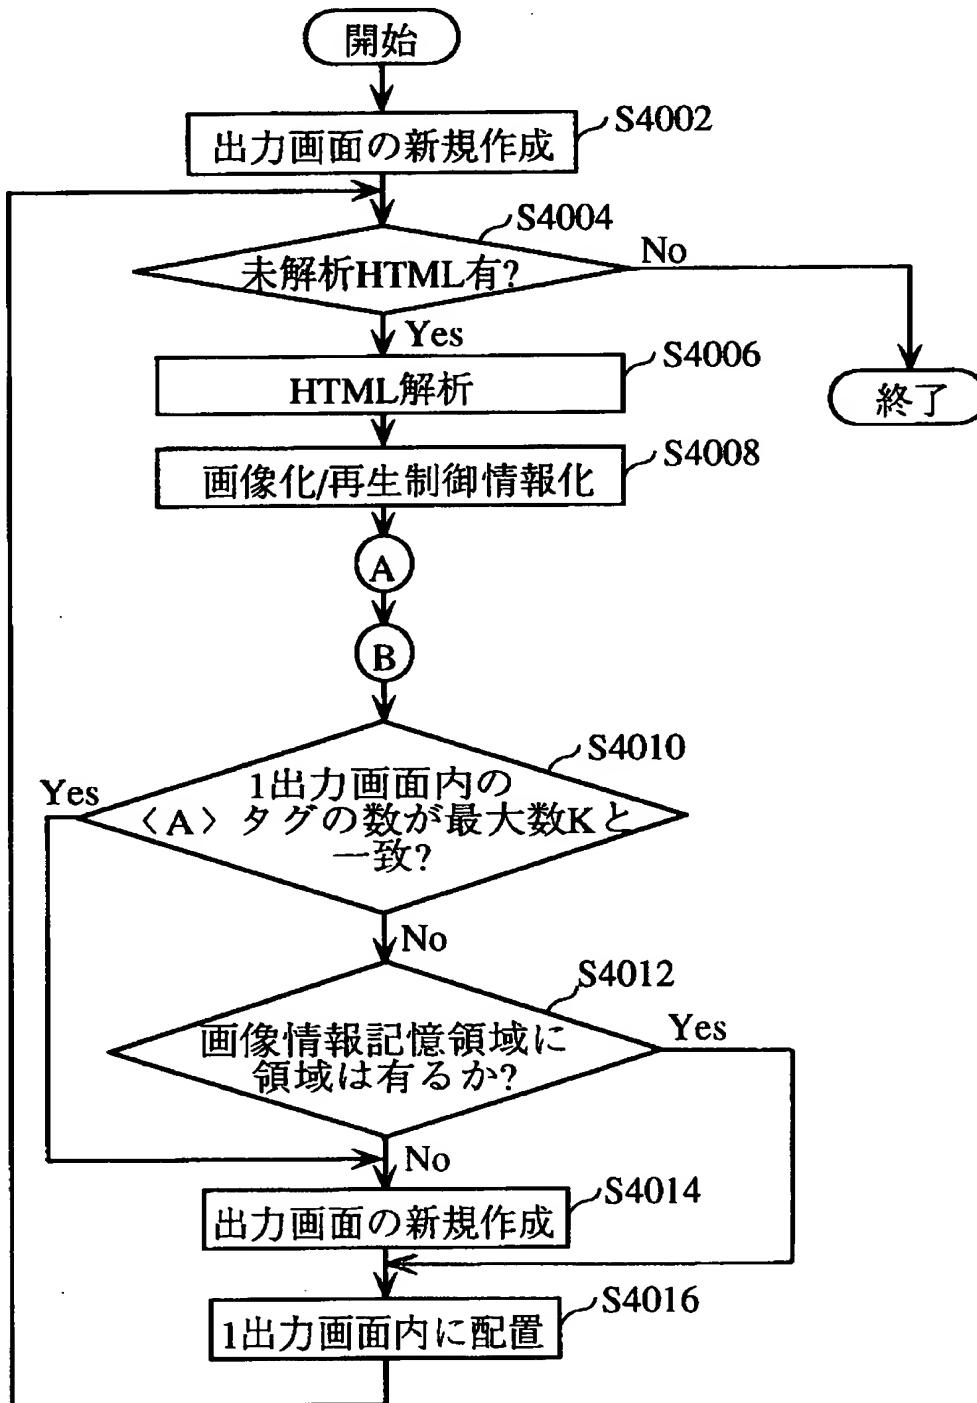 開始
出力画面の新規作成
S4002
未解析HTML有?
S4004
No
Yes
HTML解析
S4006
終了
画像化/再生制御情報化
S4008
A
B
1出力画面内の
〈A〉タグの数が最大数Kと
一致?
S4010
Yes
No
画像情報記憶領域に
領域は有るか?
S4012
Yes
No
出力画面の新規作成
S4014
1出力画面内に配置
S4016